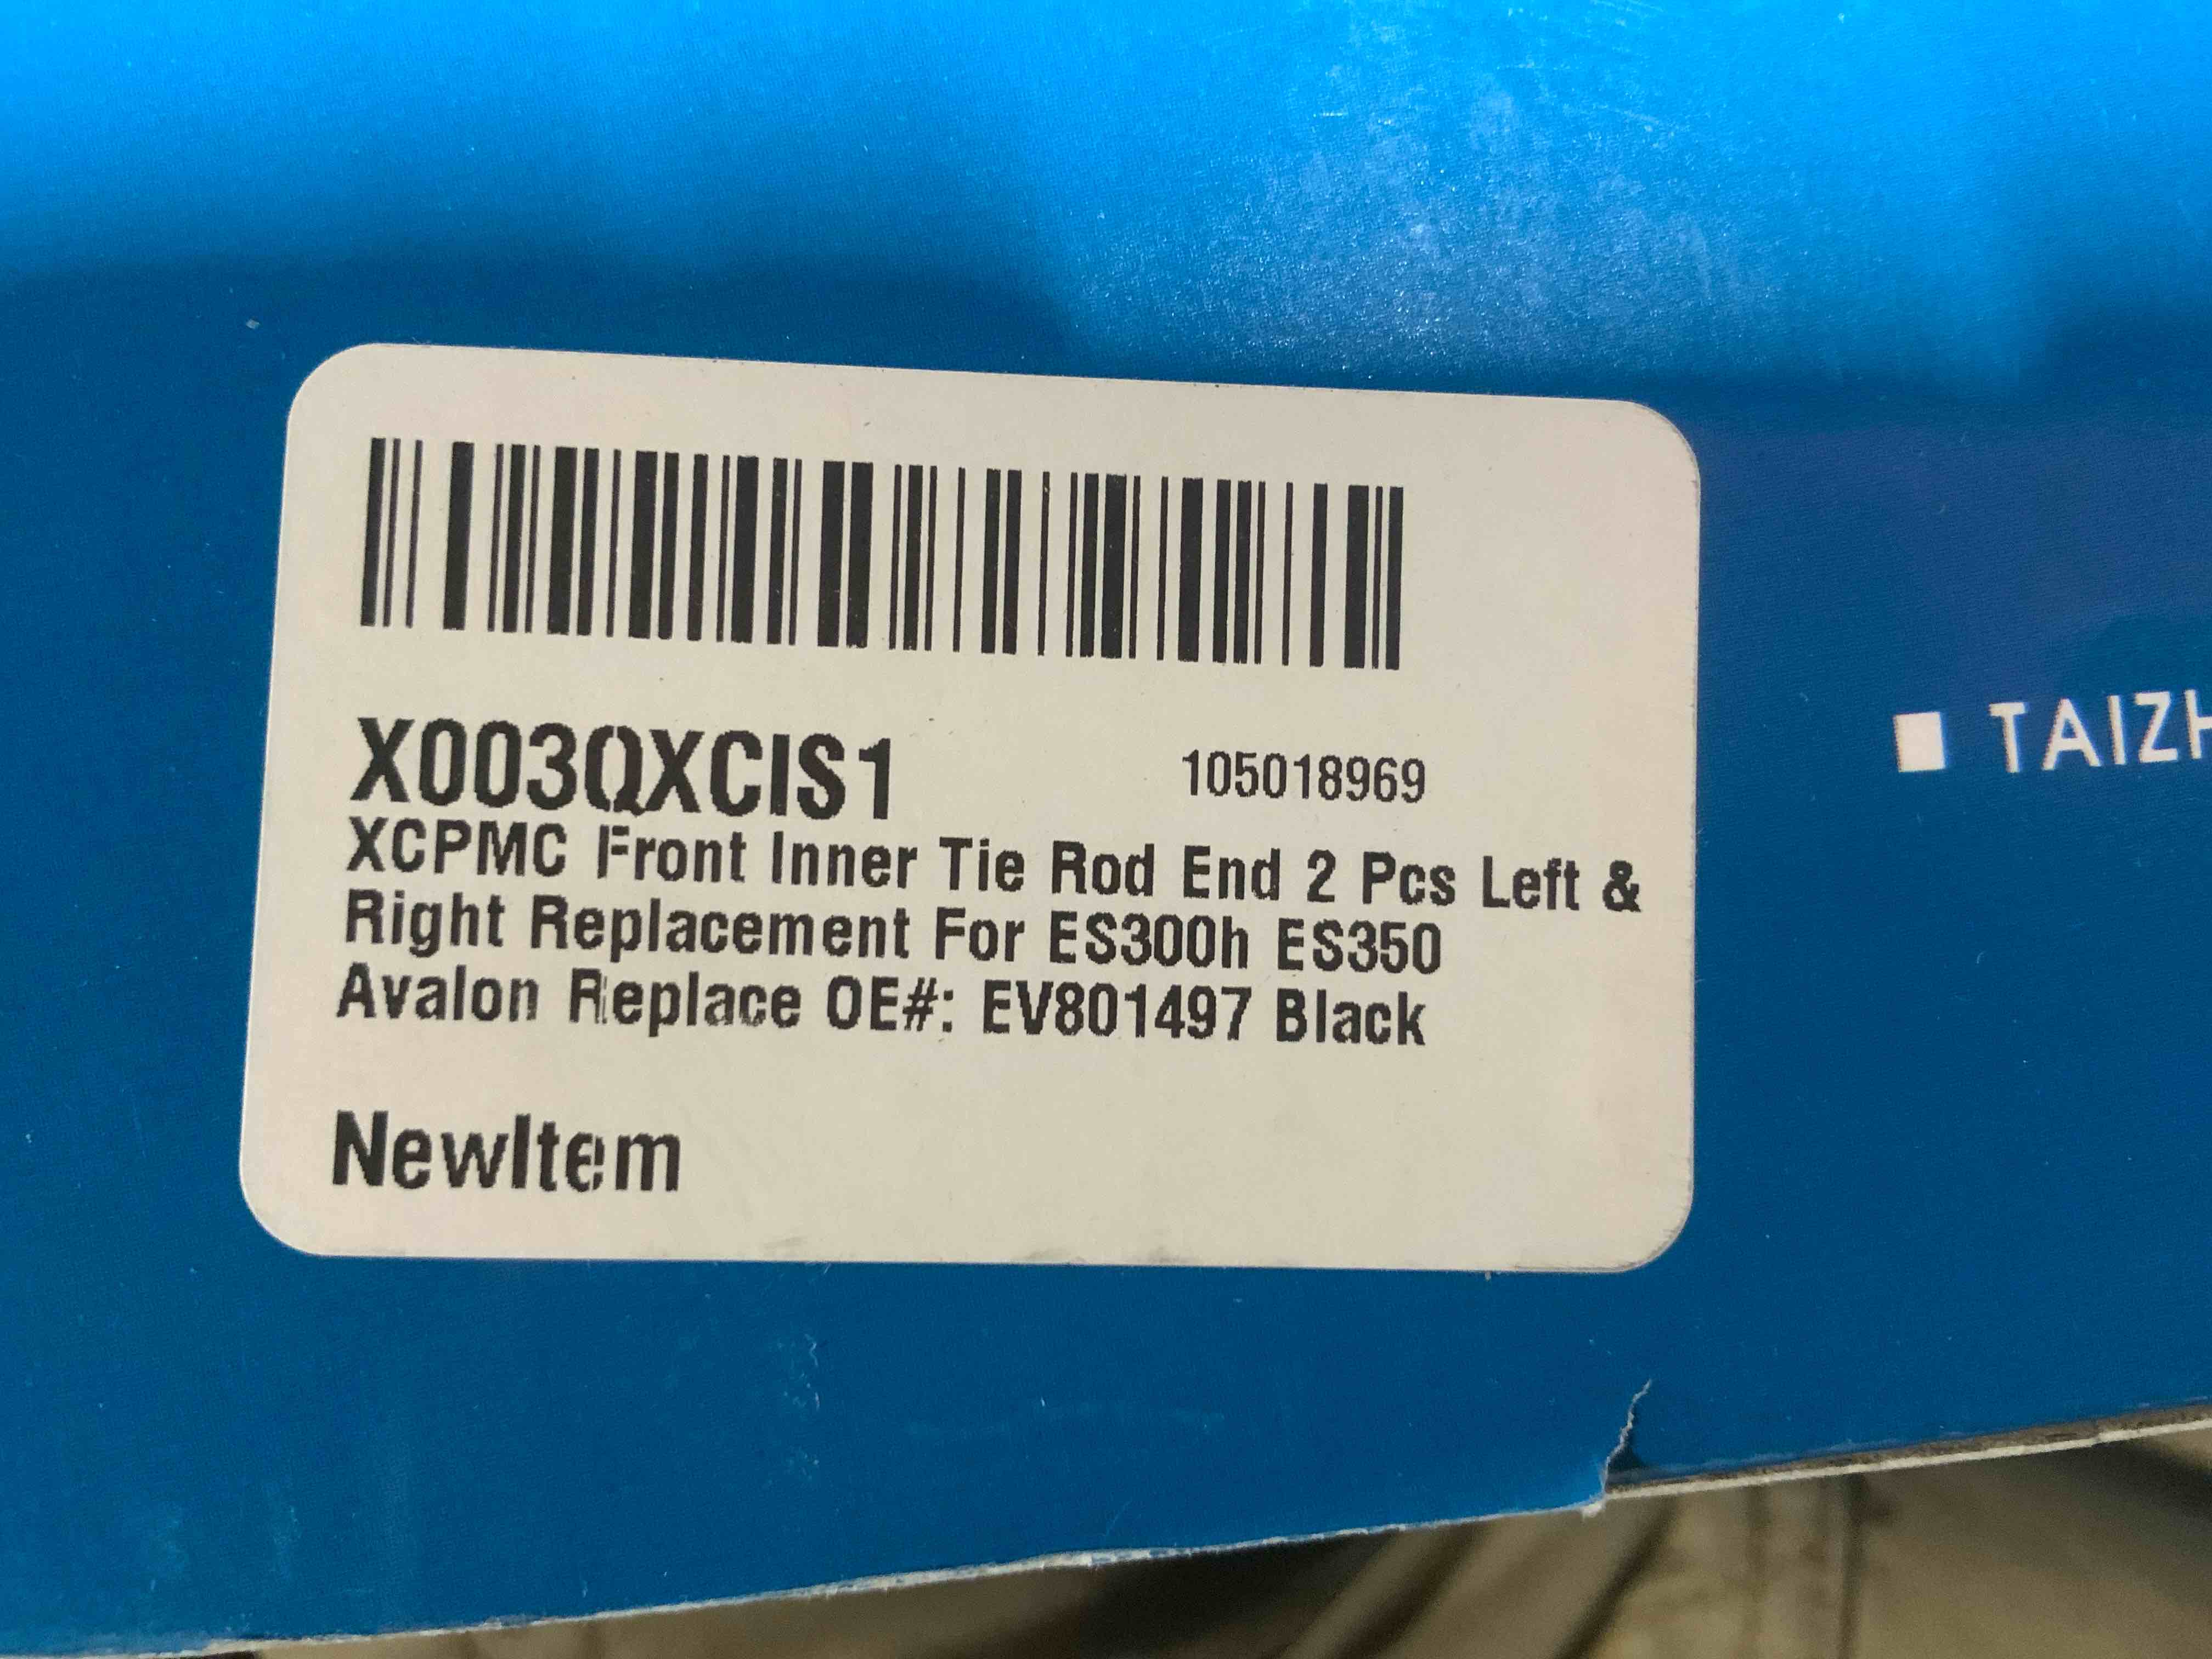 X003QXCIS1 105018969
XCPMC Front Inner Tie Rod End 2 Pcs Left &
Right Replacement For ES300h ES350
Avalon Replace OE#: EV801497 Black
NewItem
TAIZH